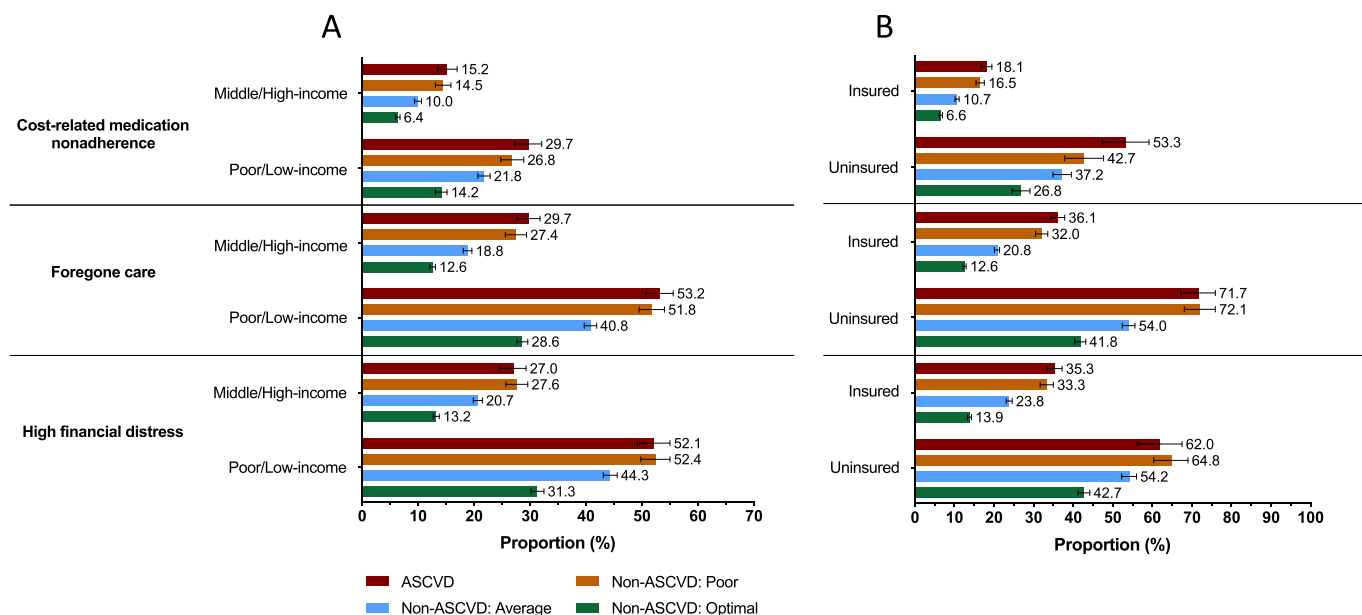 A
B
Cost-related medication
nonadherence
Middle/High-income
15.2
14.5
10.0
6.4
Poor/Low-income
29.7
26.8
21.8
14.2
Foregone care
Middle/High-income
29.7
27.4
18.8
12.6
Poor/Low-income
53.2
51.8
40.8
28.6
High financial distress
Middle/High-income
27.0
27.6
20.7
13.2
Poor/Low-income
52.1
52.4
44.3
31.3
0 10 20 30 40 50 60 70
Proportion (%)
Insured
18.1
16.5
10.7
6.6
Uninsured
53.3
42.7
37.2
26.8
Insured
36.1
32.0
20.8
12.6
Uninsured
71.7
72.1
54.0
41.8
Insured
35.3
33.3
23.8
13.9
Uninsured
62.0
64.8
54.2
42.7
0 10 20 30 40 50 60 70 80 90 100
Proportion (%)
ASCVD
Non-ASCVD: Poor
Non-ASCVD: Average
Non-ASCVD: Optimal